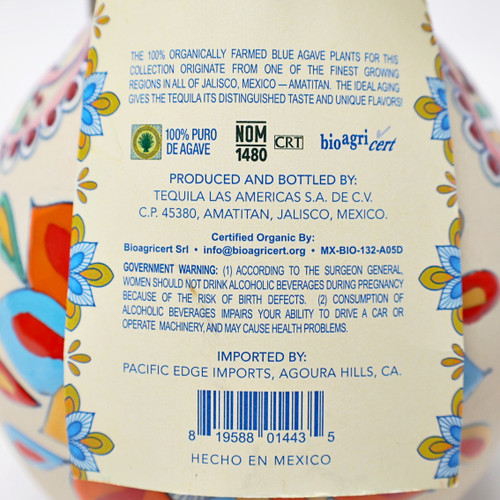 THE 100% ORGANICALLY FARMED BLUE AGAVE PLANTS FOR THIS
COLLECTION ORIGINATE FROM ONE OF THE FINEST GROWING
REGIONS IN ALL OF JALISCO, MEXICO — AMATITAN. THE IDEAL AGING
GIVES THE TEQUILA ITS DISTINGUISHED TASTE AND UNIQUE FLAVORS!
100% PURO
DE AGAVE
NOM
1480
CRT
bioagricert
PRODUCED AND BOTTLED BY:
TEQUILA LAS AMERICAS S.A. DE C.V.
C.P. 45380, AMATITAN, JALISCO, MEXICO.
Certified Organic By:
Bioagricert Srl • info@bioagricert.org • MX-BIO-132-A05D
GOVERNMENT WARNING: (1) ACCORDING TO THE SURGEON GENERAL,
WOMEN SHOULD NOT DRINK ALCOHOLIC BEVERAGES DURING PREGNANCY
BECAUSE OF THE RISK OF BIRTH DEFECTS. (2) CONSUMPTION OF
ALCOHOLIC BEVERAGES IMPAIRS YOUR ABILITY TO DRIVE A CAR OR
OPERATE MACHINERY, AND MAY CAUSE HEALTH PROBLEMS.
IMPORTED BY:
PACIFIC EDGE IMPORTS, AGOURA HILLS, CA.
8 19588 01443 5
HECHO EN MEXICO